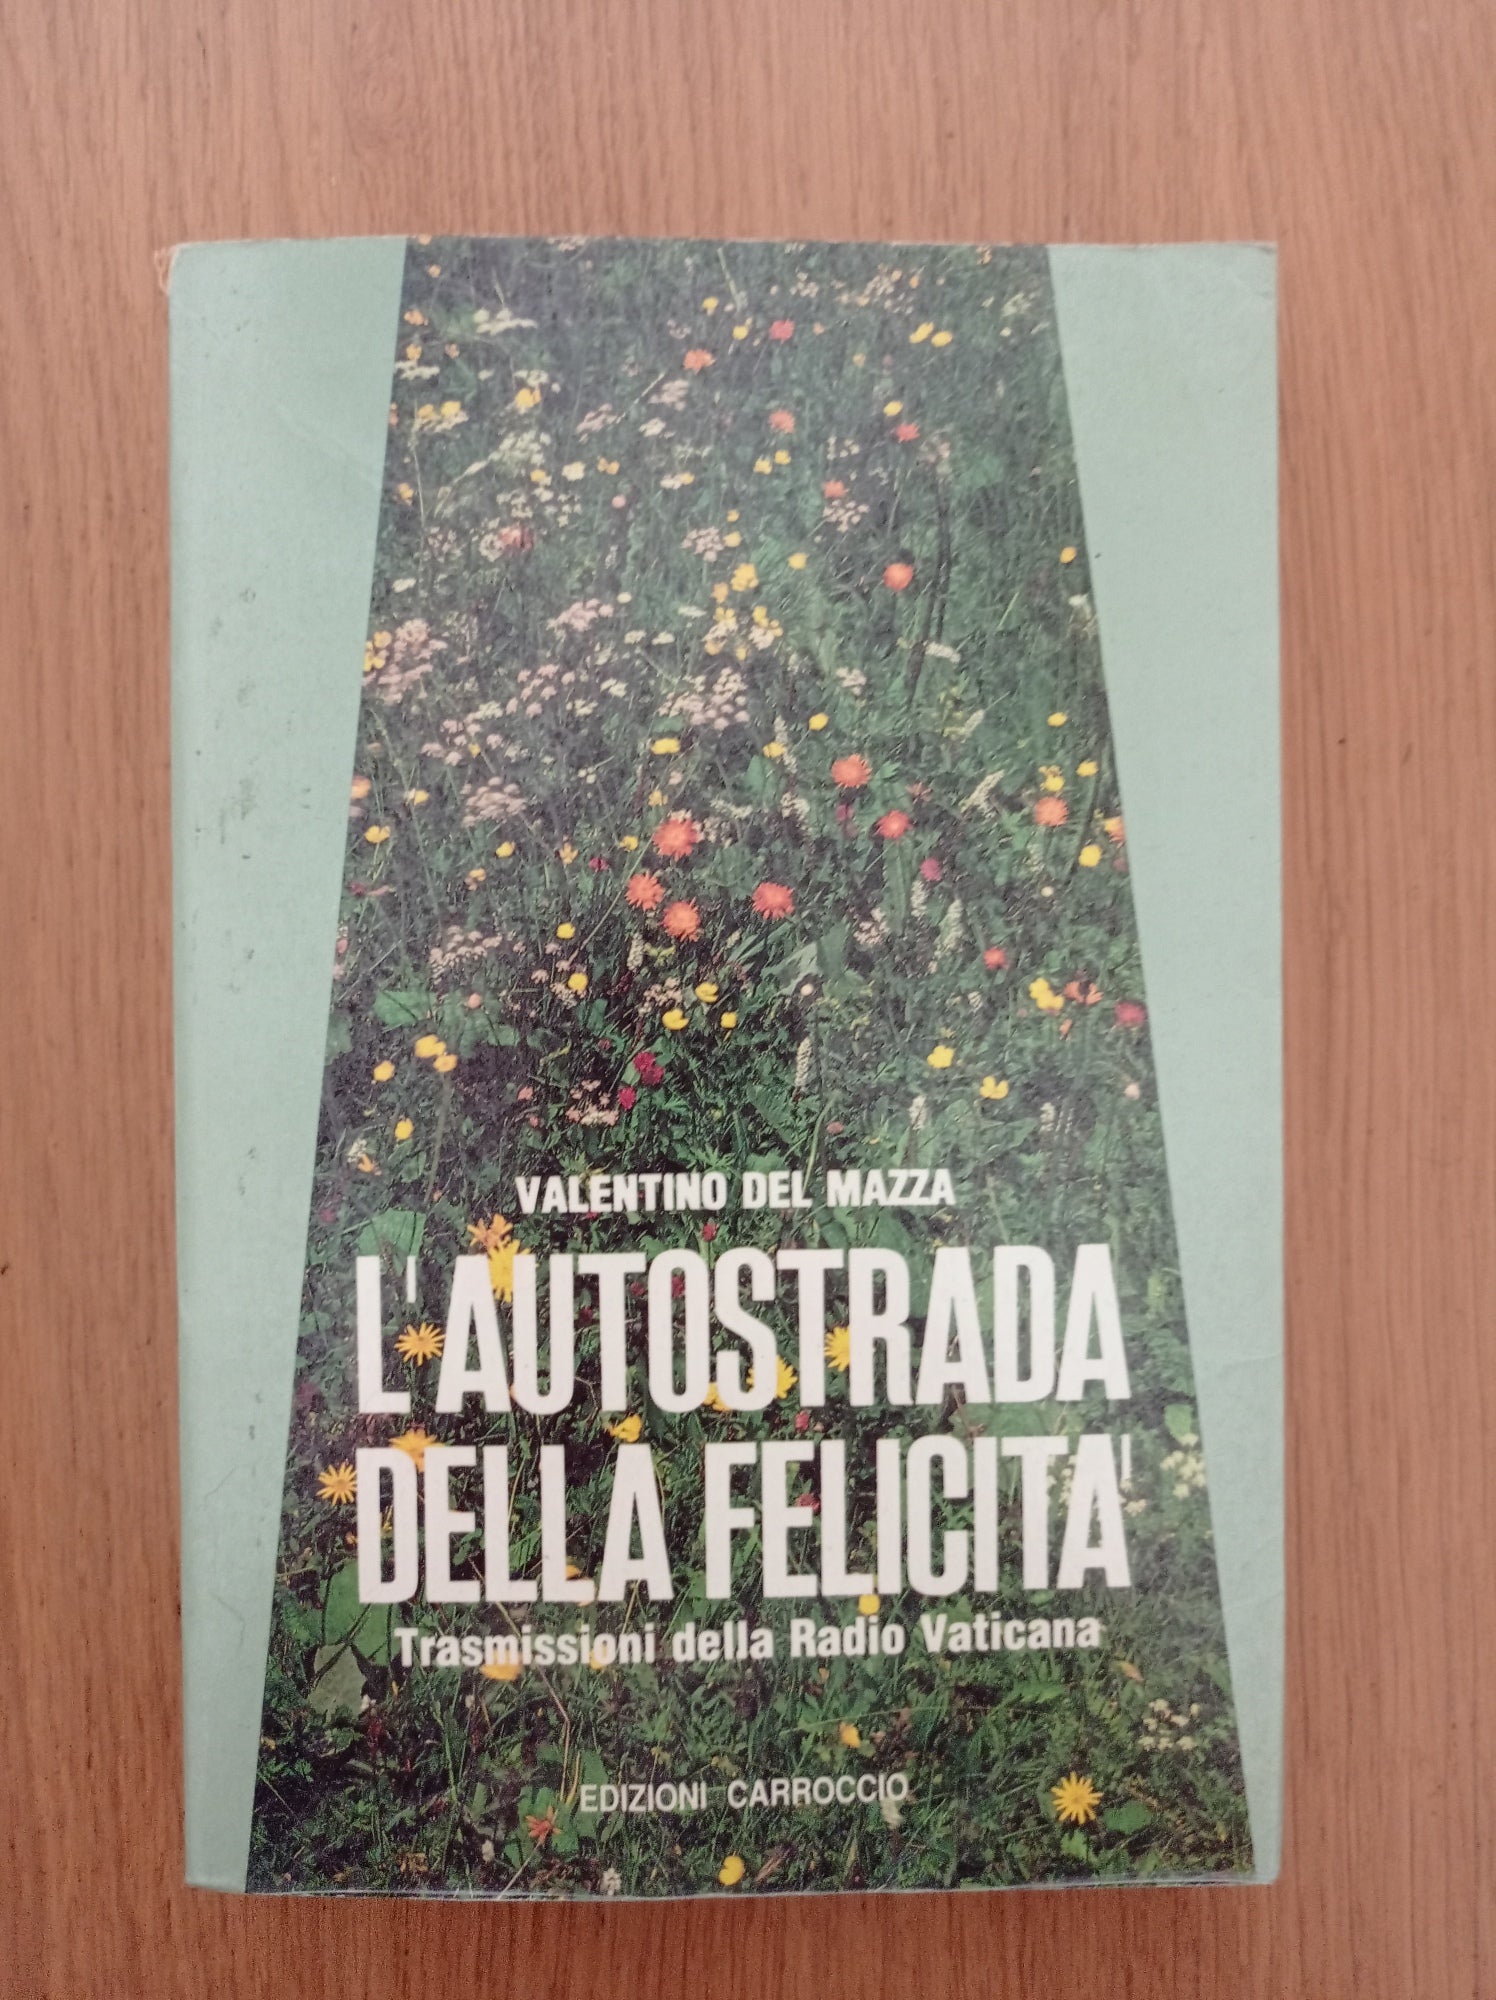 VALENTINO DEL MAZZA
L'AUTOSTRADA
DELLA FELICITA'
Trasmissioni della Radio Vaticana
EDIZIONI CARROCCIO